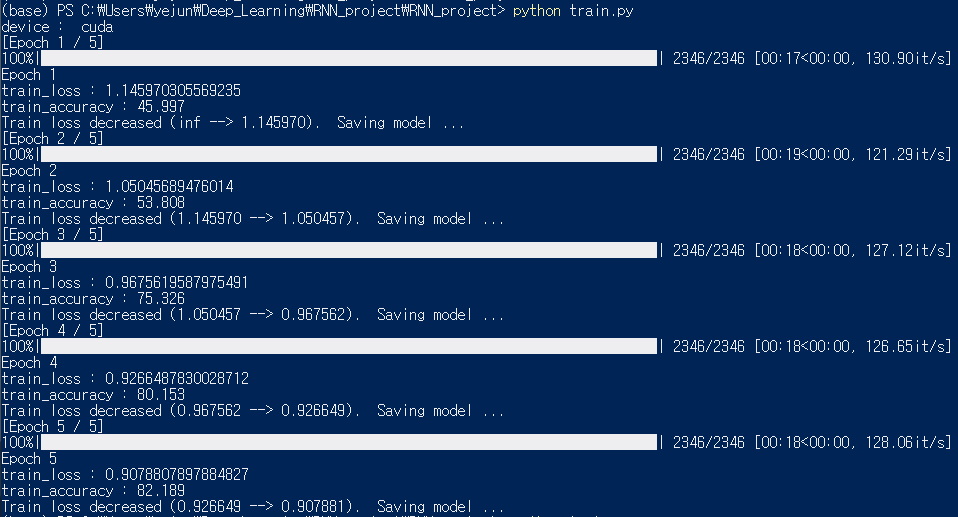 (base) PS C:₩Users₩yejun₩Deep_Learning₩RNN_project₩RNN_project> python train.py
device :  cuda
[Epoch 1 / 5]
100%| | 2346/2346 [00:17<00:00, 130.90it/s]
Epoch 1
train_loss : 1.145970305569235
train_accuracy : 45.997
Train loss decreased (inf --> 1.145970).  Saving model ...
[Epoch 2 / 5]
100%| | 2346/2346 [00:19<00:00, 121.29it/s]
Epoch 2
train_loss : 1.05045689476014
train_accuracy : 53.808
Train loss decreased (1.145970 --> 1.050457).  Saving model ...
[Epoch 3 / 5]
100%| | 2346/2346 [00:18<00:00, 127.12it/s]
Epoch 3
train_loss : 0.9675619587975491
train_accuracy : 75.326
Train loss decreased (1.050457 --> 0.967562).  Saving model ...
[Epoch 4 / 5]
100%| | 2346/2346 [00:18<00:00, 126.65it/s]
Epoch 4
train_loss : 0.9266487830028712
train_accuracy : 80.153
Train loss decreased (0.967562 --> 0.926649).  Saving model ...
[Epoch 5 / 5]
100%| | 2346/2346 [00:18<00:00, 128.06it/s]
Epoch 5
train_loss : 0.9078807897884827
train_accuracy : 82.189
Train loss decreased (0.926649 --> 0.907881).  Saving model ...